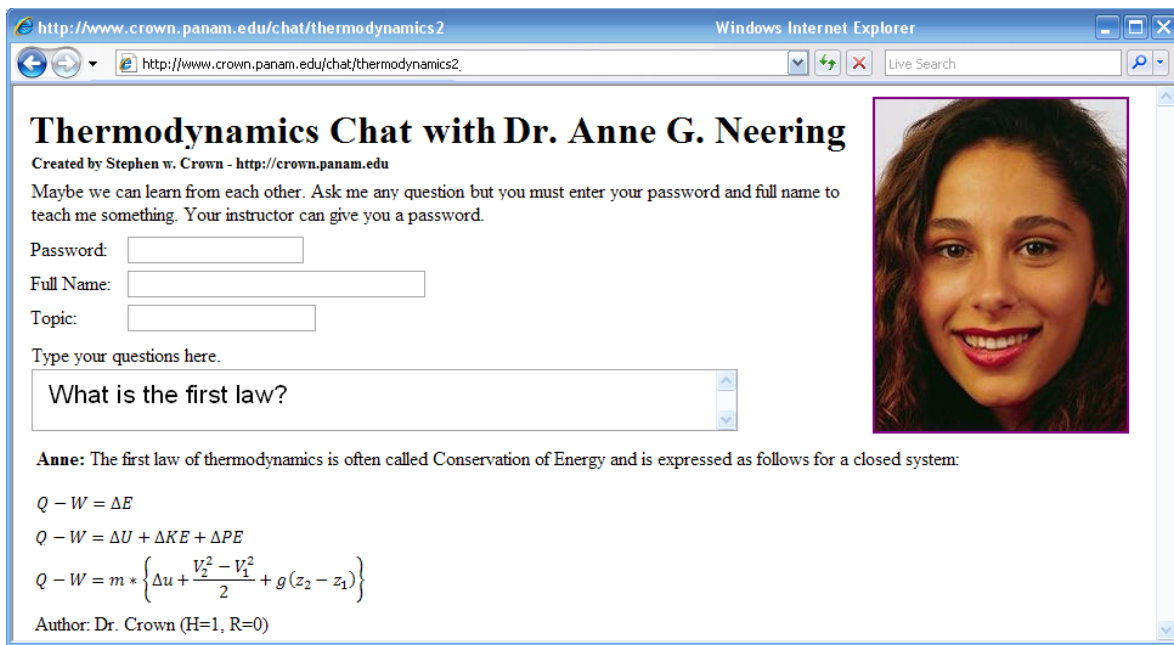 http://www.crown.panam.edu/chat/thermodynamics2 Windows Internet Explorer
http://www.crown.panam.edu/chat/thermodynamics2 Live Search
Thermodynamics Chat with Dr. Anne G. Neering
Created by Stephen w. Crown - http://crown.panam.edu
Maybe we can learn from each other. Ask me any question but you must enter your password and full name to
teach me something. Your instructor can give you a password.
Password:
Full Name:
Topic:
Type your questions here.
What is the first law?
Anne: The first law of thermodynamics is often called Conservation of Energy and is expressed as follows for a closed system:
Q − W = ΔE
Q − W = ΔU + ΔKE + ΔPE
Q − W = m * {Δu + (V₂² − V₁²)/2 + g(z₂ − z₁)}
Author: Dr. Crown (H=1, R=0)